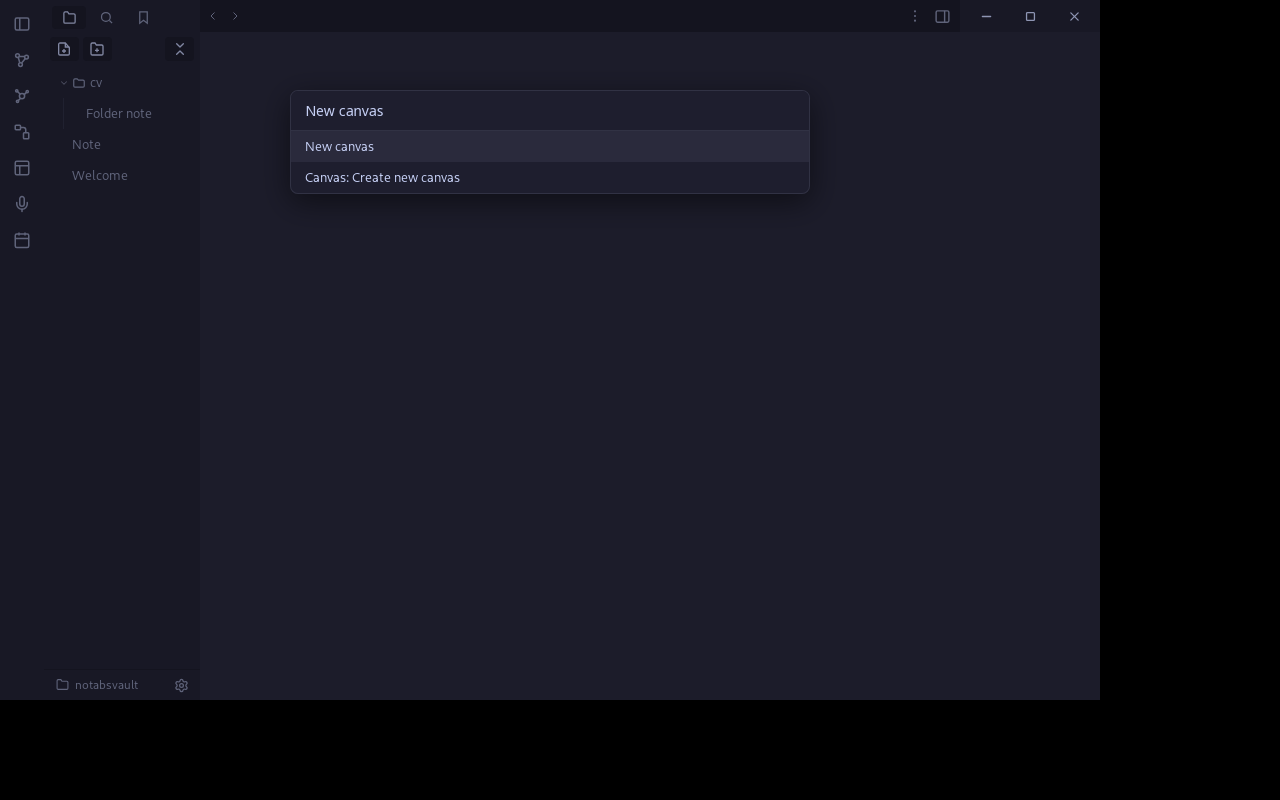 cv
Folder note
Note
Welcome
notabsvault
New canvas
New canvas
Canvas: Create new canvas